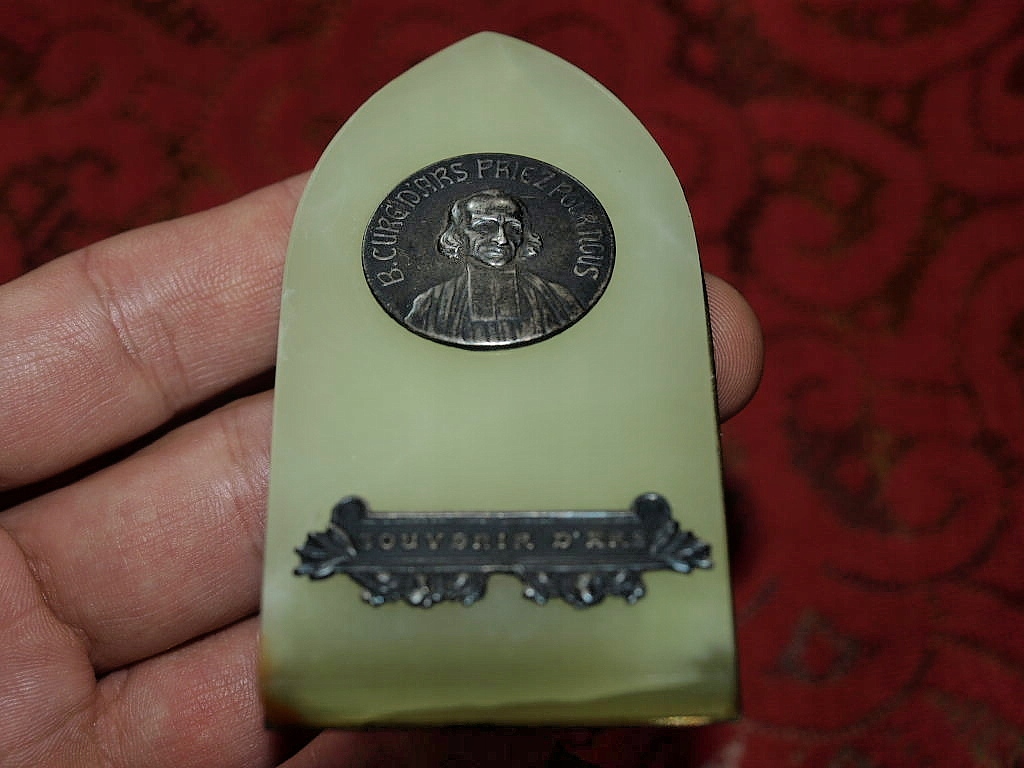 B. CURÉ D'ARS PRIEZ POUR NOUS
SOUVENIR D'ARS